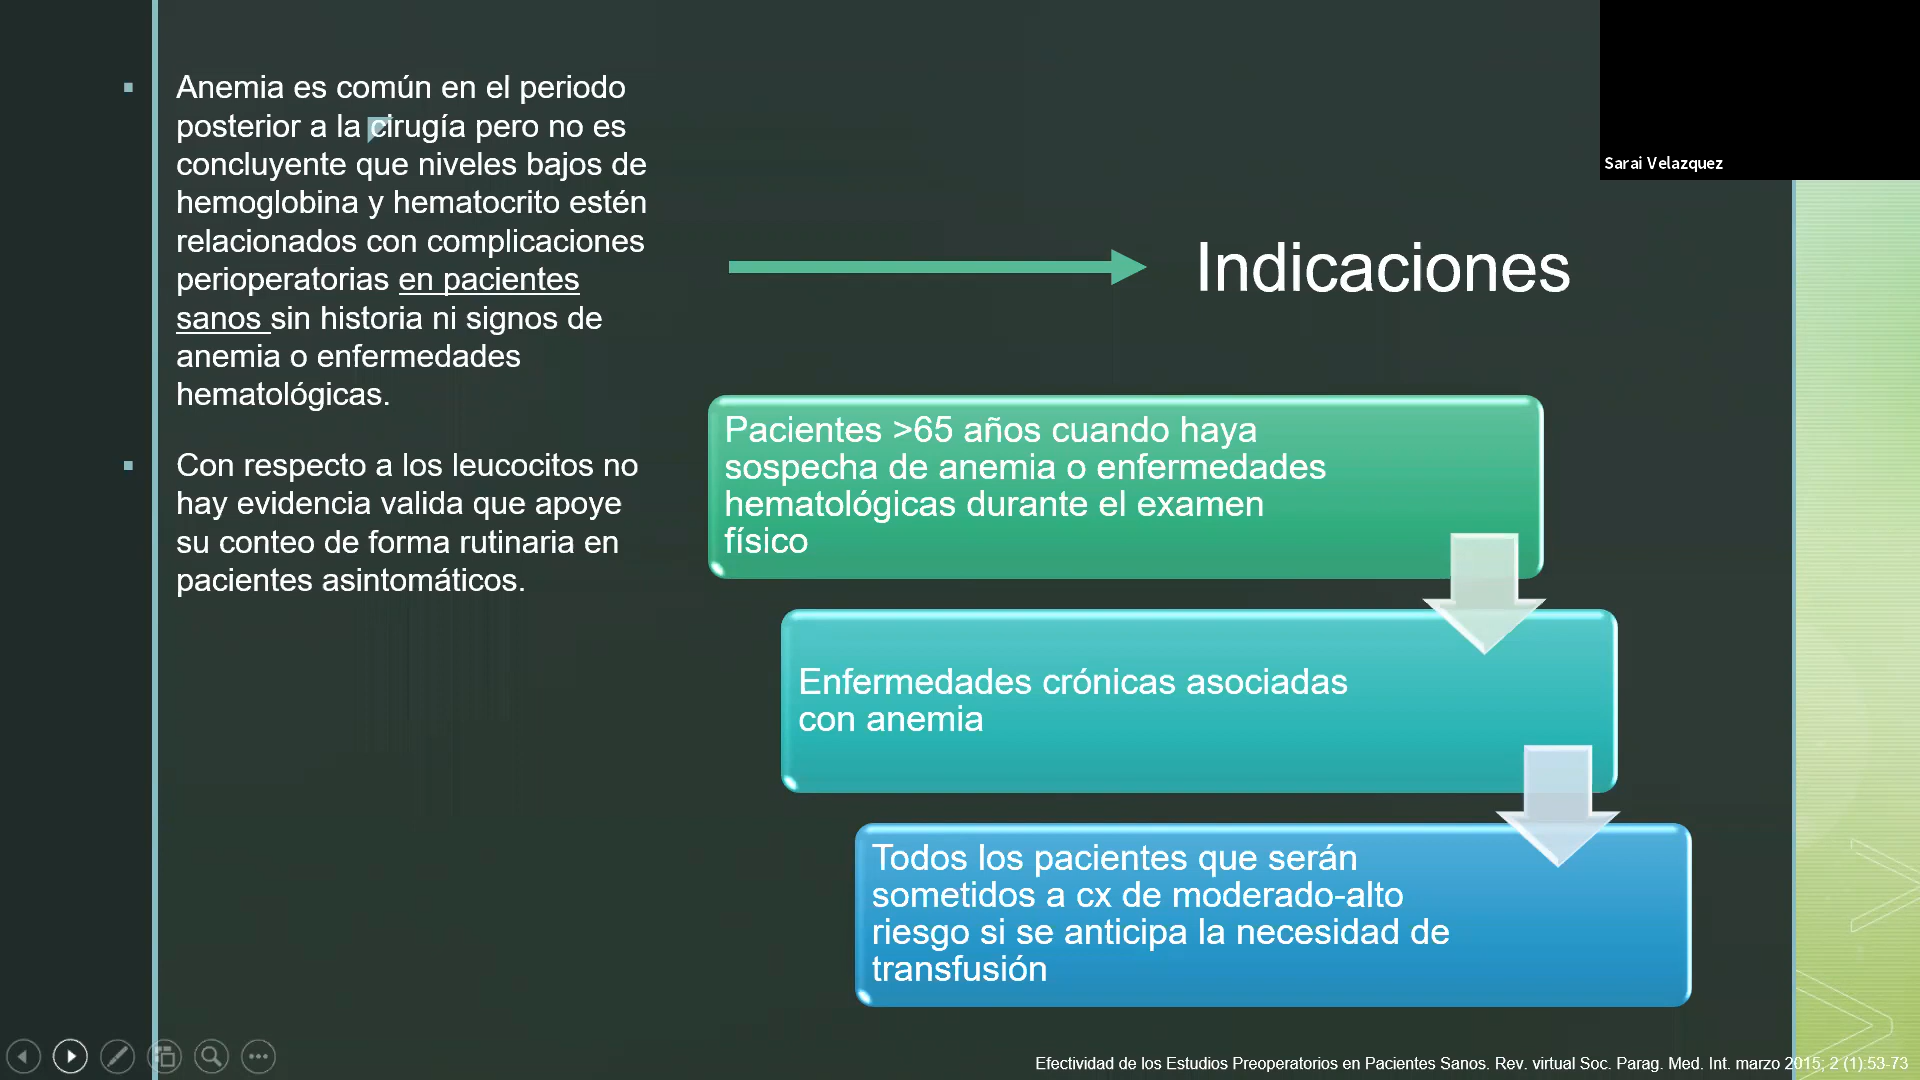 Anemia es común en el periodo
posterior a la cirugía pero no es
concluyente que niveles bajos de
hemoglobina y hematocrito estén
relacionados con complicaciones
perioperatorias en pacientes
sanos sin historia ni signos de
anemia o enfermedades
hematológicas.
Con respecto a los leucocitos no
hay evidencia valida que apoye
su conteo de forma rutinaria en
pacientes asintomáticos.
Sarai Velazquez
Indicaciones
Pacientes >65 años cuando haya
sospecha de anemia o enfermedades
hematológicas durante el examen
físico
Enfermedades crónicas asociadas
con anemia
Todos los pacientes que serán
sometidos a cx de moderado-alto
riesgo si se anticipa la necesidad de
transfusión
Efectividad de los Estudios Preoperatorios en Pacientes Sanos. Rev. virtual Soc. Parag. Med. Int. marzo 2015; 2 (1):53-73